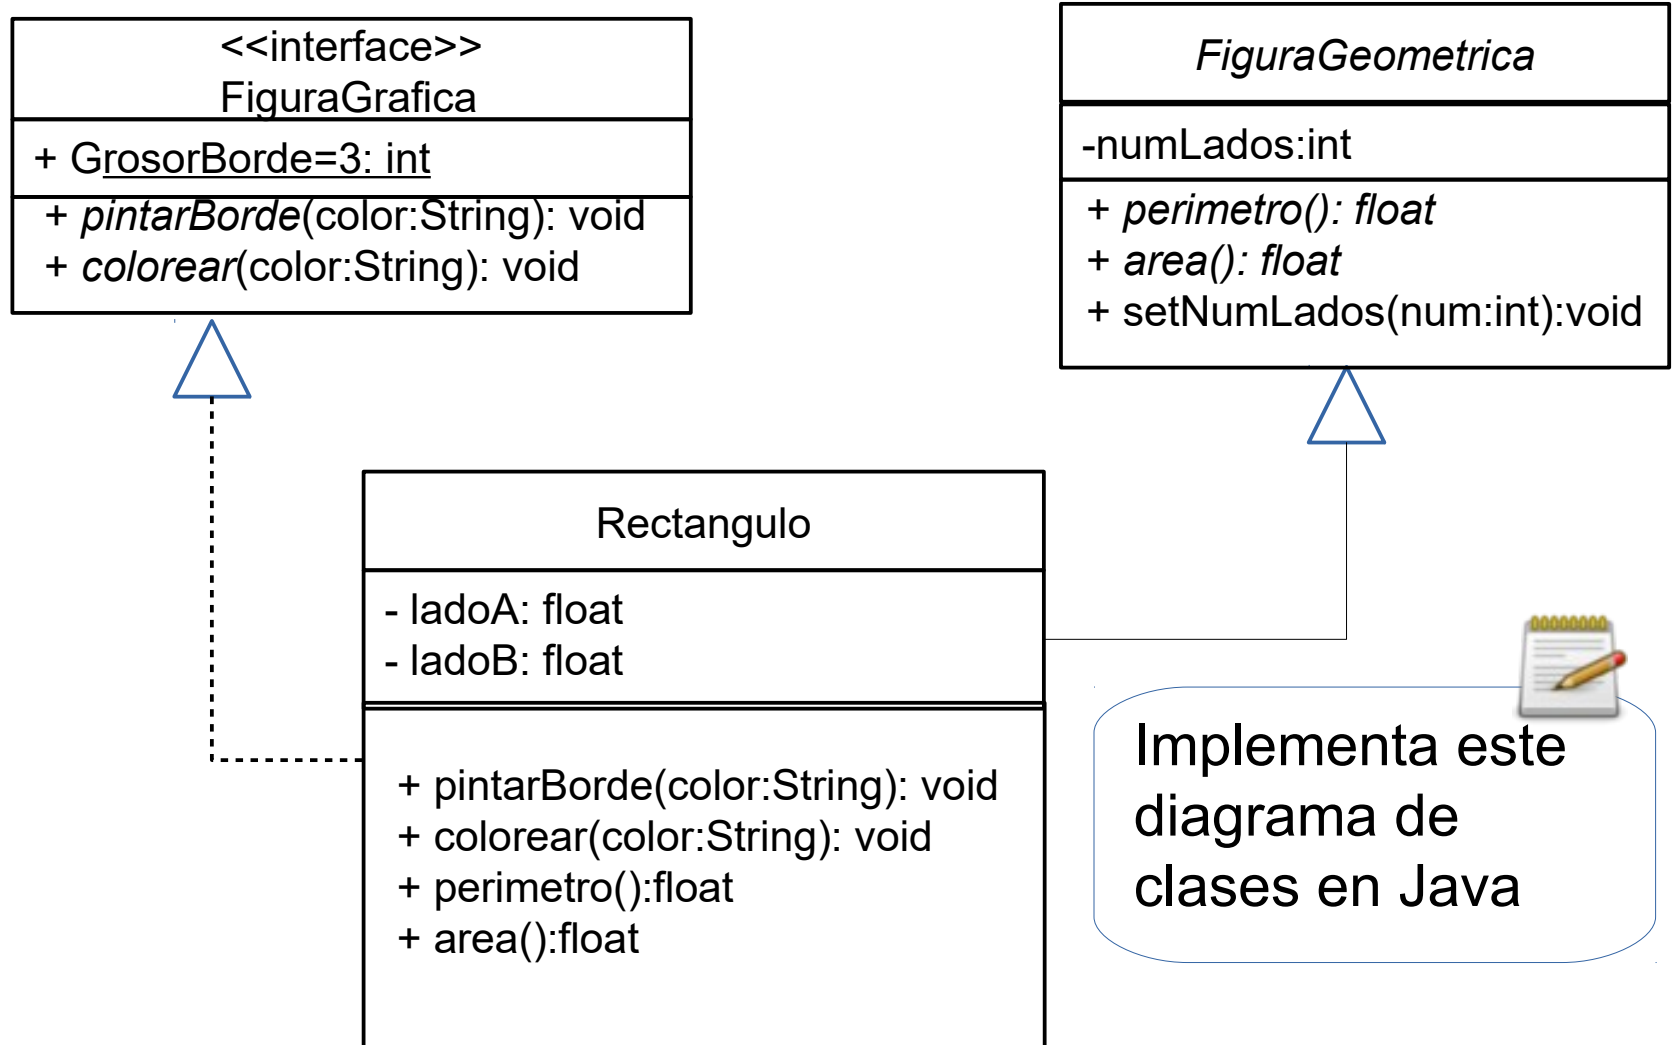 <<interface>>
FiguraGrafica
+ GrosorBorde=3: int
+ pintarBorde(color:String): void
+ colorear(color:String): void
FiguraGeometrica
-numLados:int
+ perimetro(): float
+ area(): float
+ setNumLados(num:int):void
Rectangulo
- ladoA: float
- ladoB: float
+ pintarBorde(color:String): void
+ colorear(color:String): void
+ perimetro():float
+ area():float
Implementa este
diagrama de
clases en Java